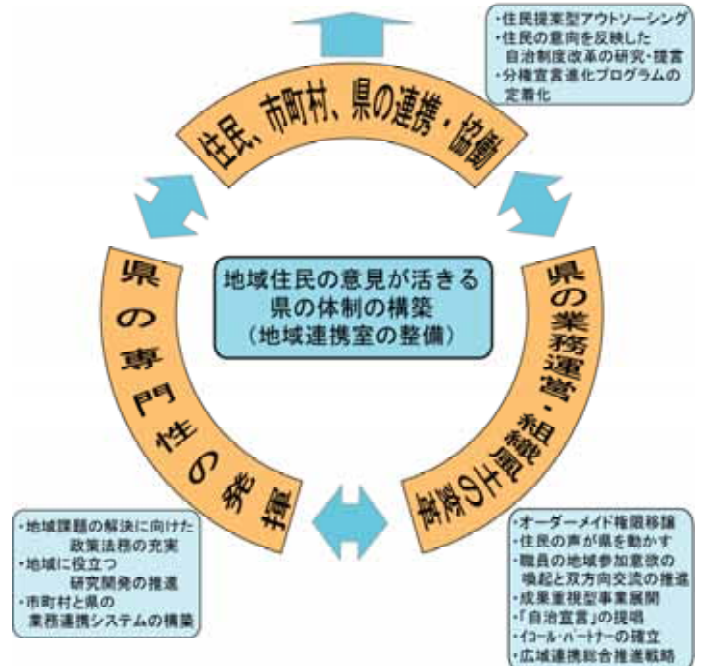 ・住民提案型アウトソーシング
・住民の意向を反映した
自治制度改革の研究・提言
・分権宣言進化プログラムの
定着化
住民、市町村、県の連携・協働
地域住民の意見が活きる
県の体制の構築
（地域連携室の整備）
県の専門性の発揮
県の業務運営・組織風土の変革
・地域課題の解決に向けた
政策法務の充実
・地域に役立つ
研究開発の推進
・市町村と県の
業務連携システムの構築
・オーダーメイド権限移譲
・住民の声が県を動かす
・職員の地域参加意欲の
喚起と双方向交流の推進
・成果重視型事業展開
・「自治宣言」の提唱
・イコール・パートナーの確立
・広域連携総合推進戦略